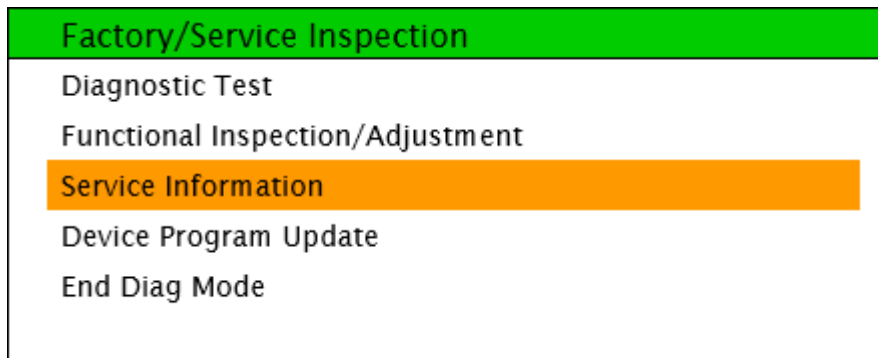 Factory/Service Inspection
Diagnostic Test
Functional Inspection/Adjustment
Service Information
Device Program Update
End Diag Mode